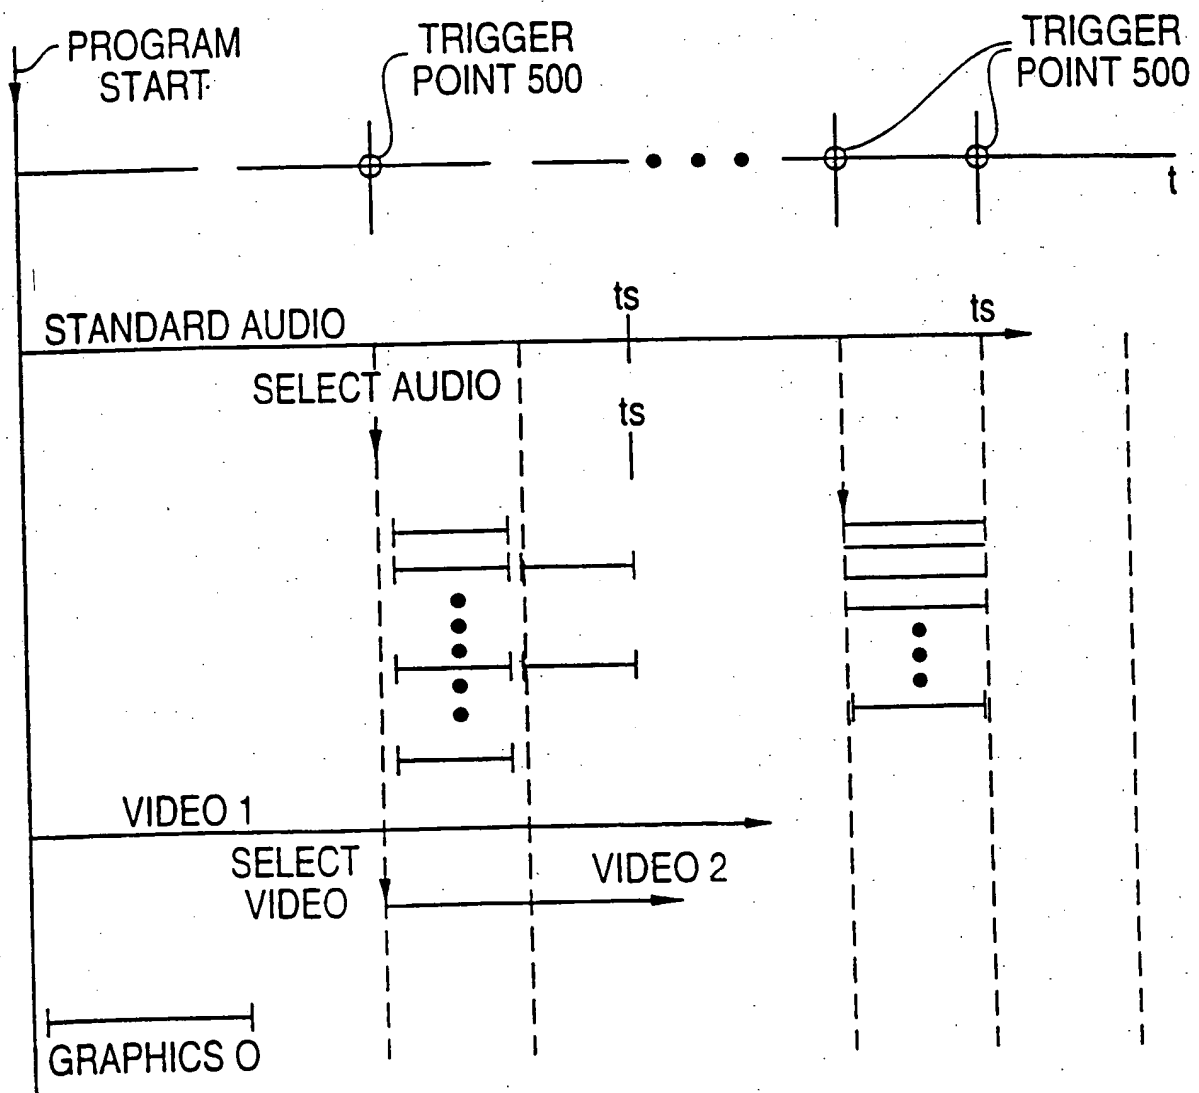 PROGRAM
START
TRIGGER
POINT 500
TRIGGER
POINT 500
t
STANDARD AUDIO
ts
ts
SELECT AUDIO
ts
VIDEO 1
SELECT
VIDEO
VIDEO 2
GRAPHICS O